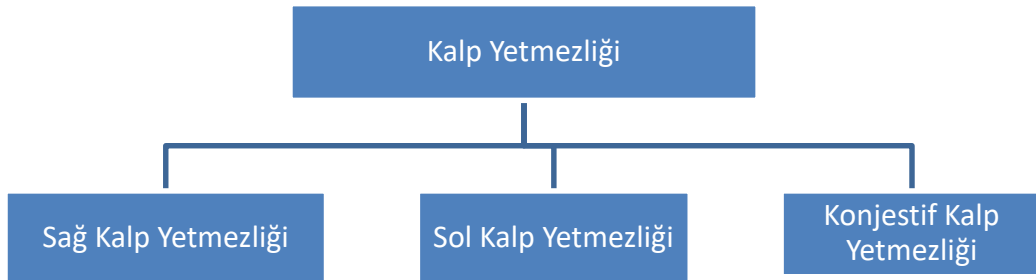 Kalp Yetmezliği
Sağ Kalp Yetmezliği
Sol Kalp Yetmezliği
Konjestif Kalp
Yetmezliği